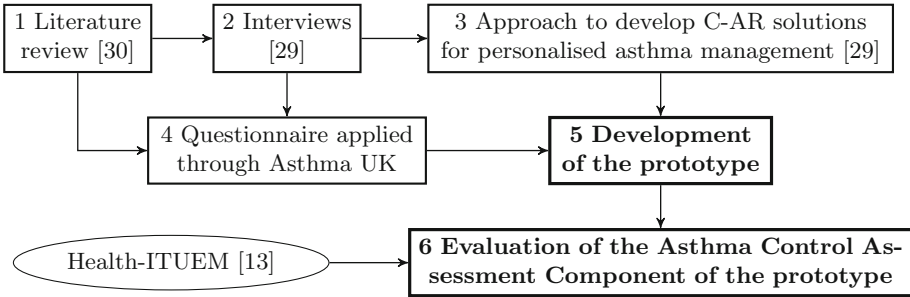 1 Literature
review [30]
2 Interviews
[29]
3 Approach to develop C-AR solutions
for personalised asthma management [29]
4 Questionnaire applied
through Asthma UK
5 Development
of the prototype
Health-ITUEM [13]
6 Evaluation of the Asthma Control As-
sessment Component of the prototype